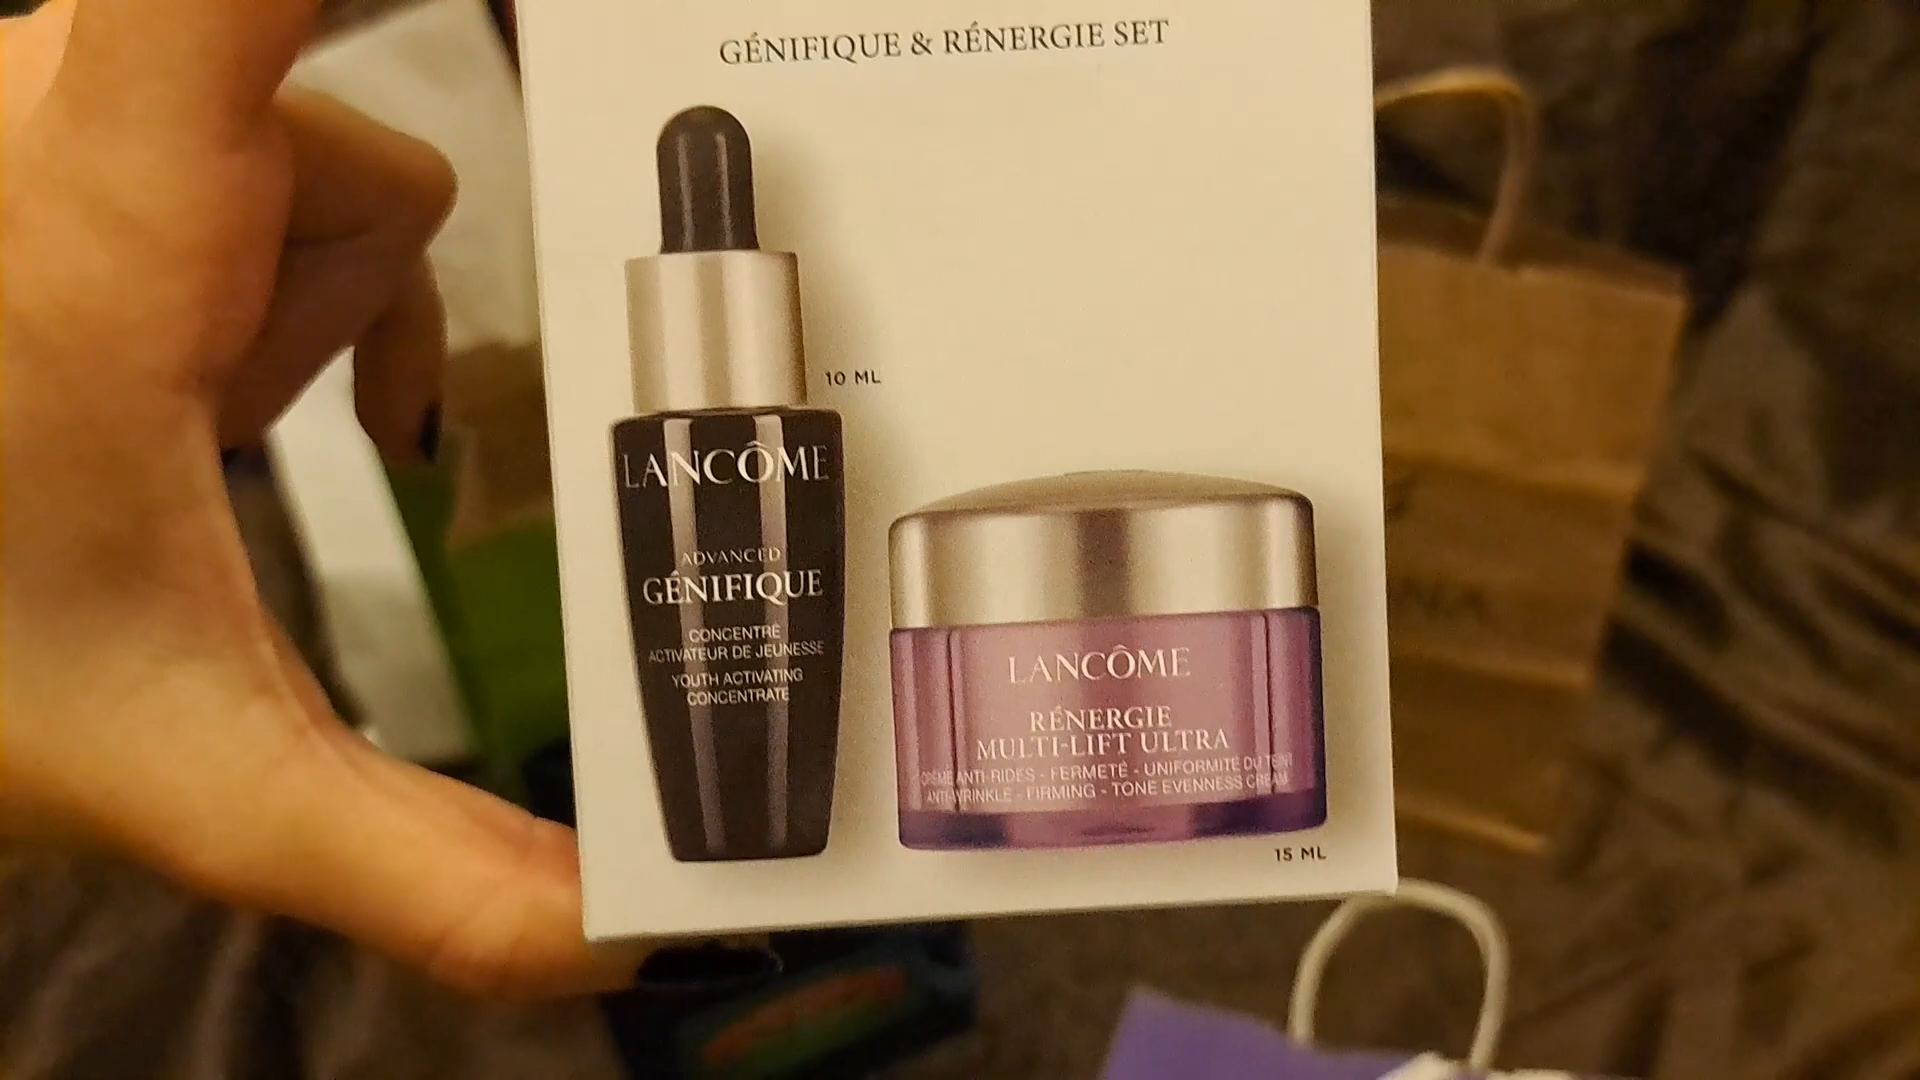 GÉNIFIQUE & RÉNERGIE SET
10 ML
LANCÔME
ADVANCED
GÉNIFIQUE
CONCENTRÉ
ACTIVATEUR DE JEUNESSE
YOUTH ACTIVATING
CONCENTRATE
LANCÔME
RÉNERGIE
MULTI-LIFT ULTRA
CRÈME ANTI-RIDES - FERMETÉ - UNIFORMITÉ DU TEINT
ANTI-WRINKLE - FIRMING - TONE EVENNESS CREAM
15 ML